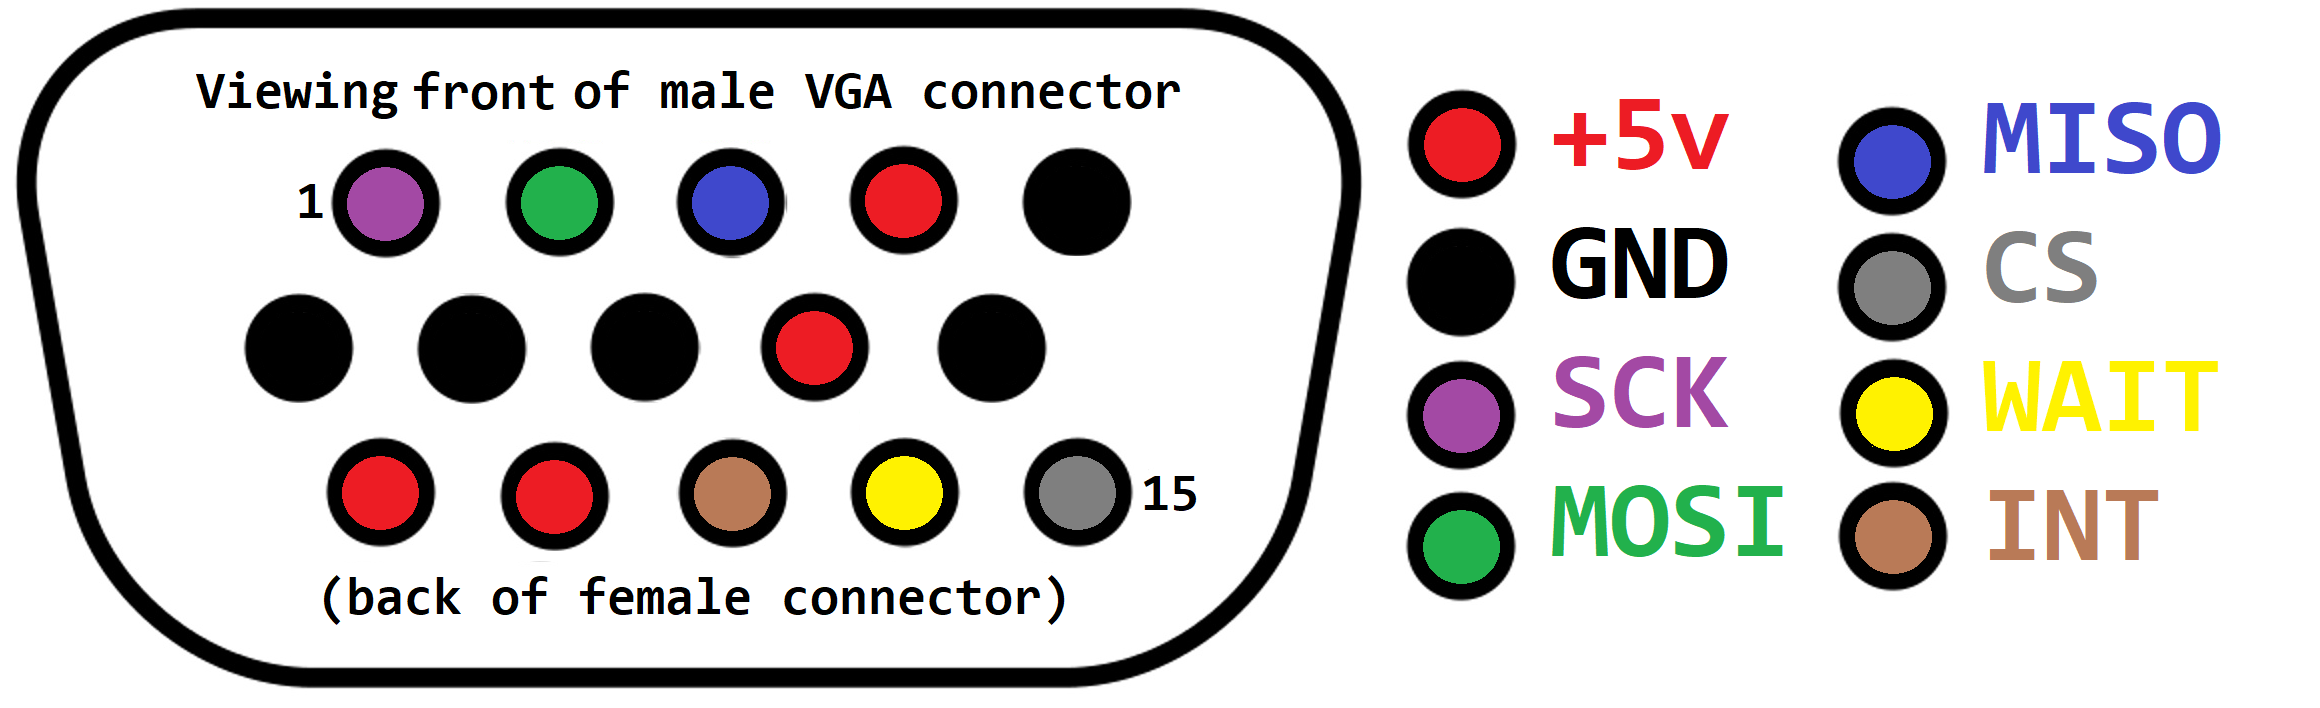 Viewing front of male VGA connector
1
15
(back of female connector)
+5v
GND
SCK
MOSI
MISO
CS
WAIT
INT